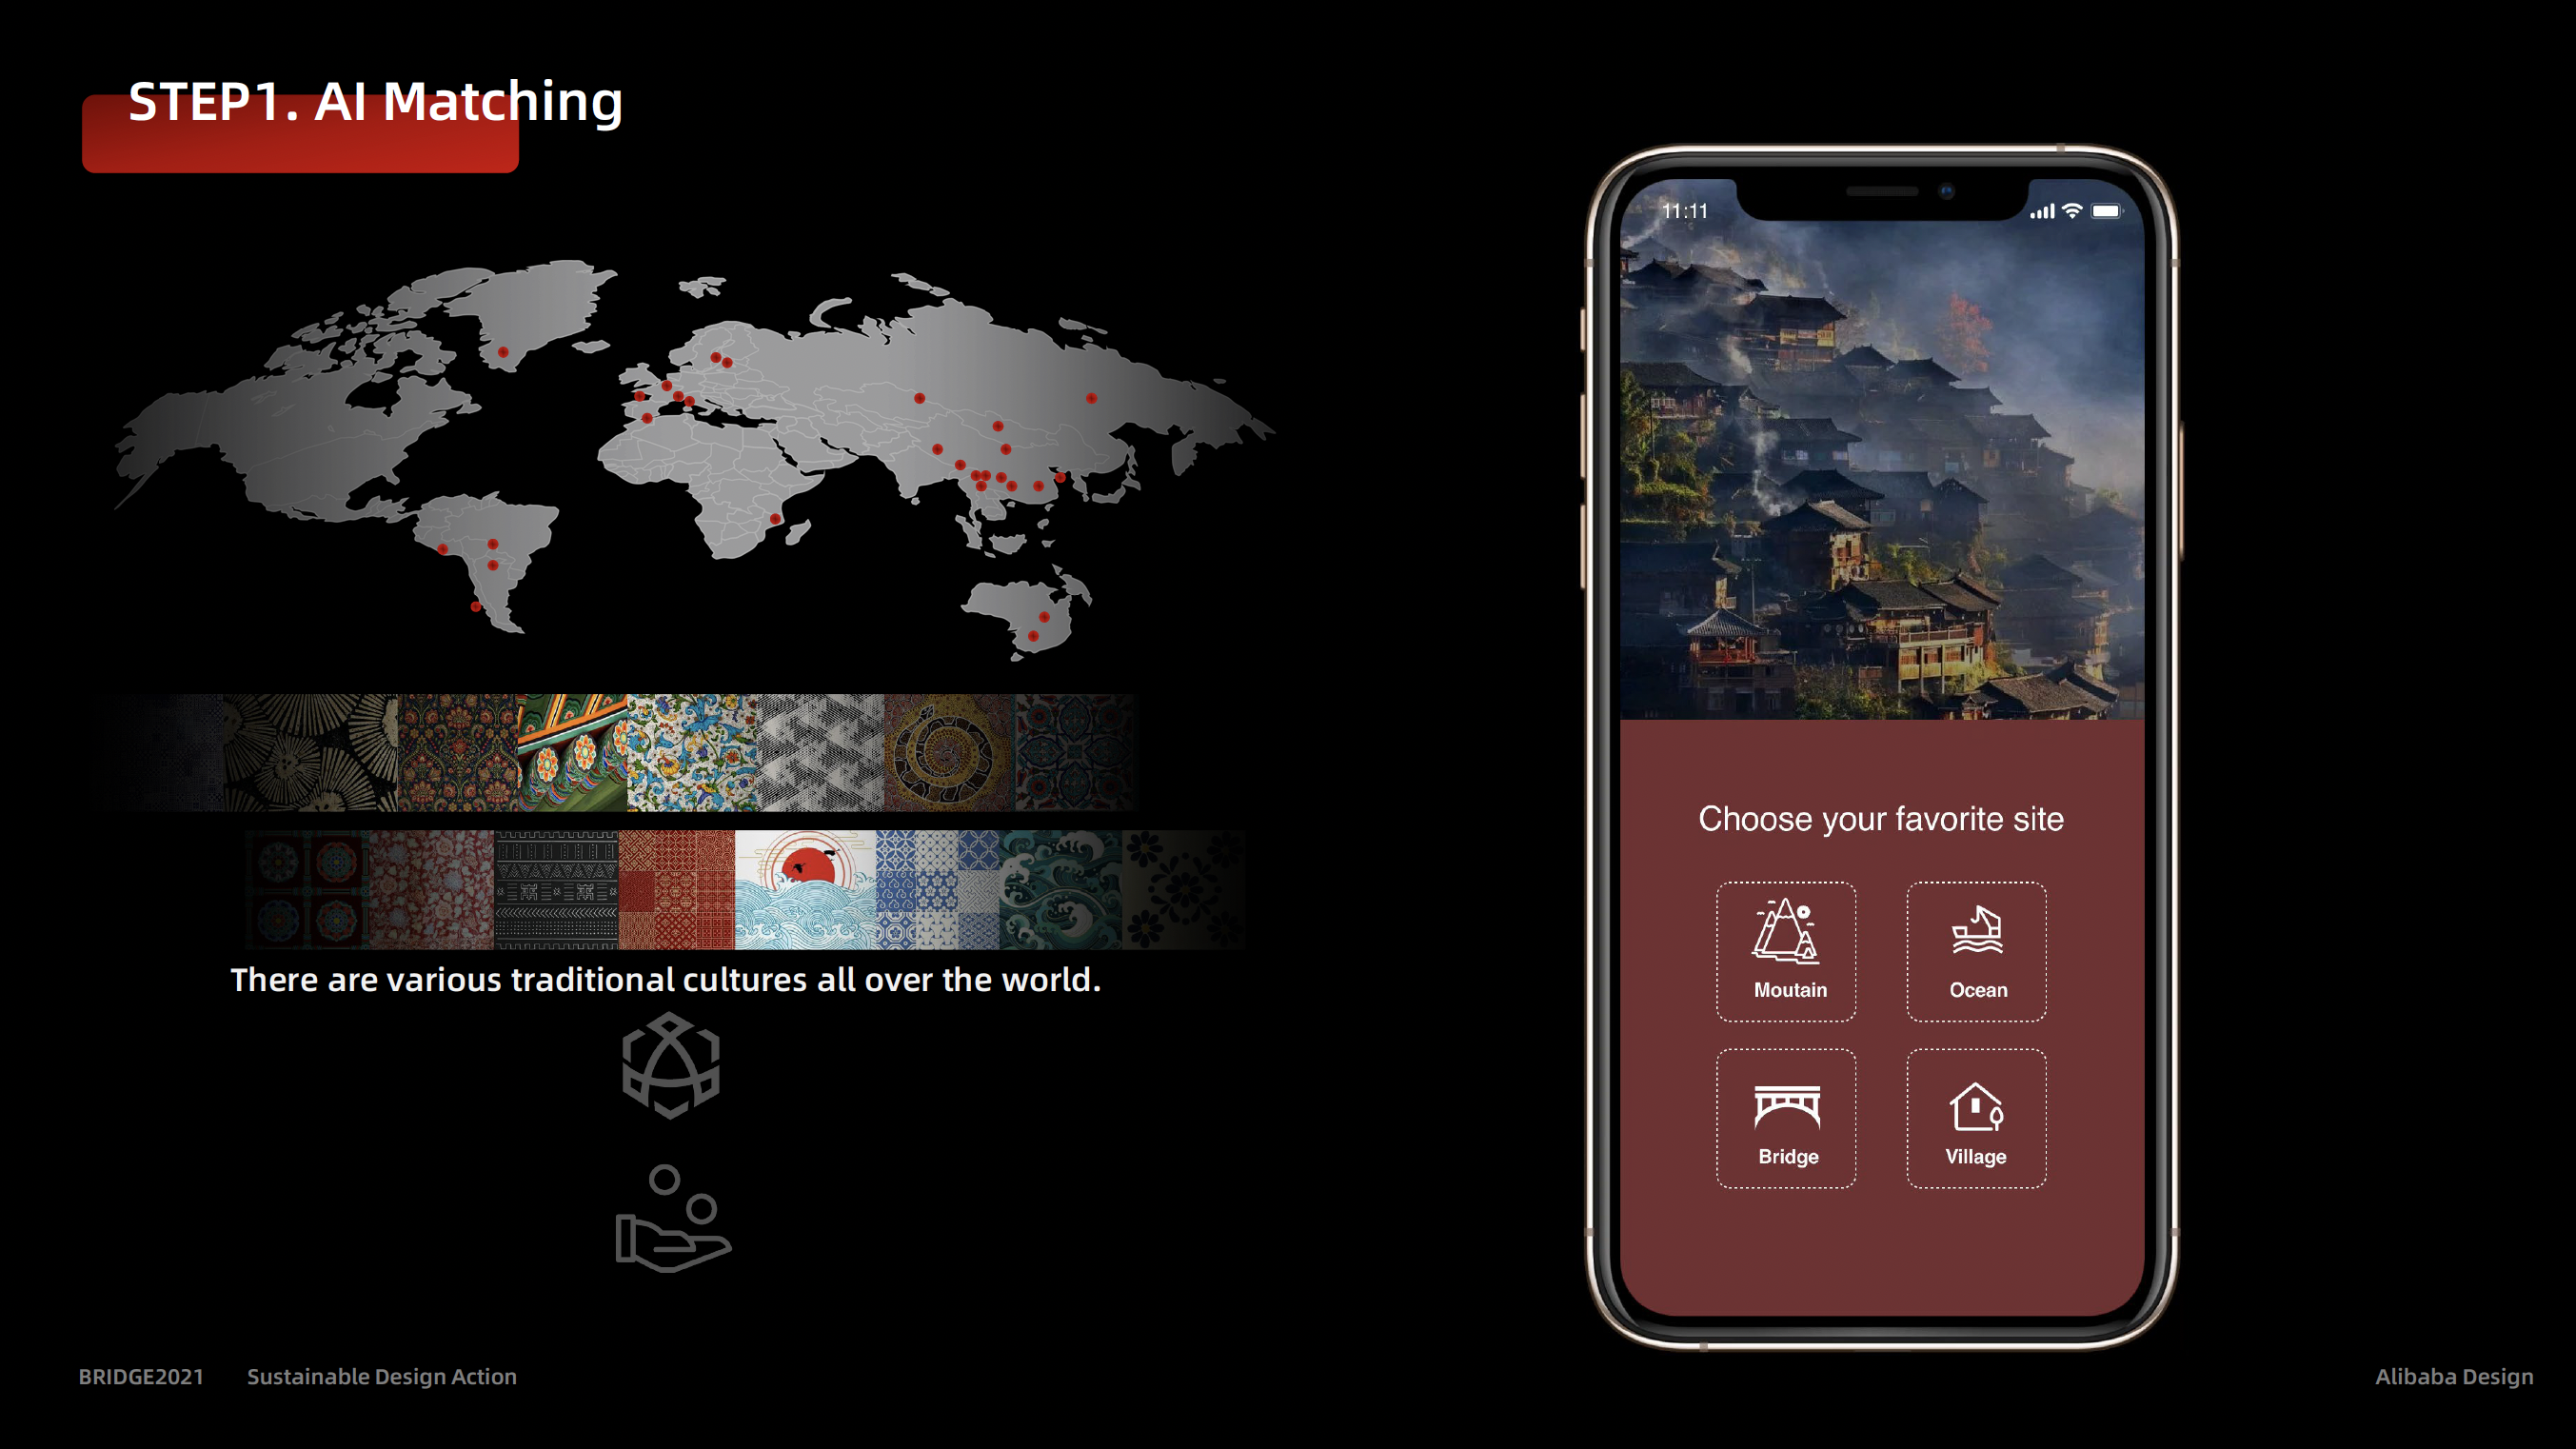 STEP1. AI Matching
11:11
There are various traditional cultures all over the world.
Choose your favorite site
Moutain
Ocean
Bridge
Village
BRIDGE2021
Sustainable Design Action
Alibaba Design